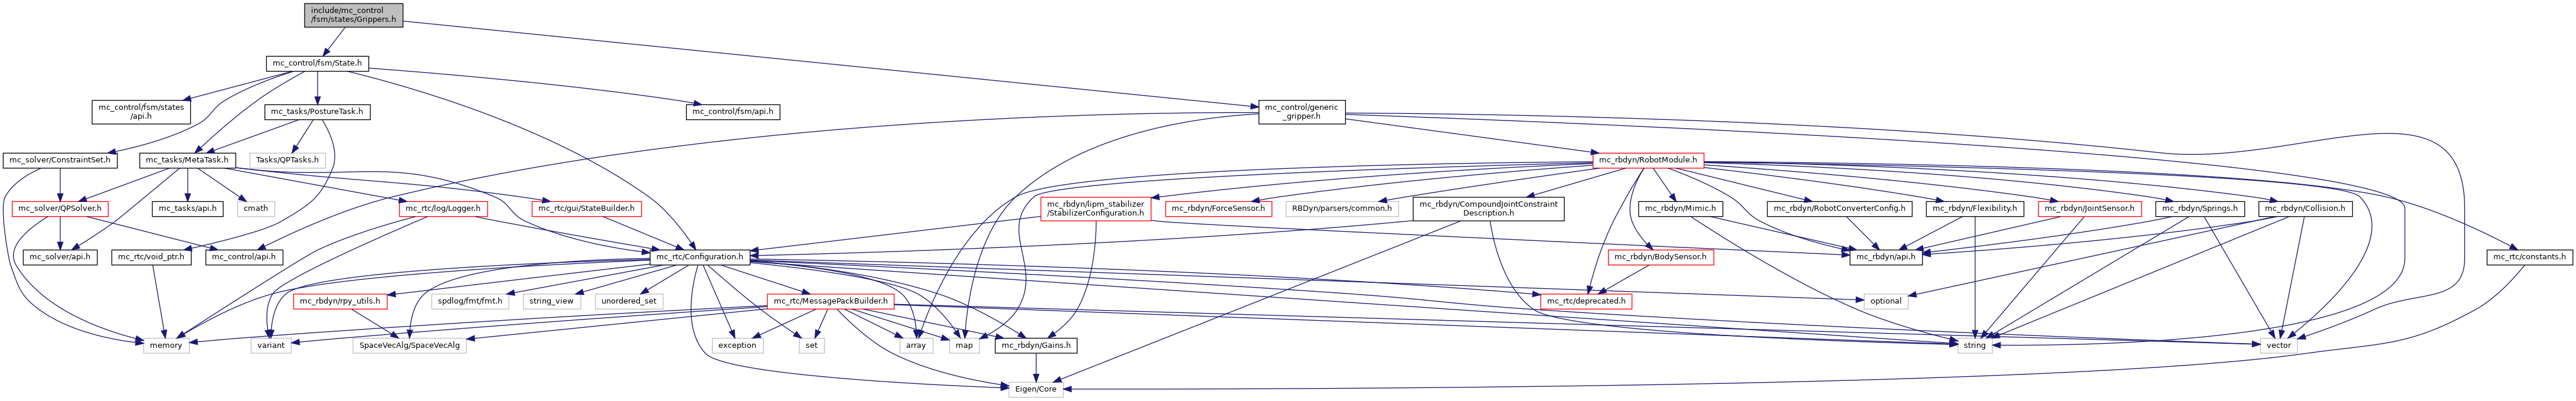 include/mc_control
/fsm/states/Grippers.h
mc_control/fsm/State.h
mc_control/fsm/states
/api.h
mc_tasks/PostureTask.h
mc_control/fsm/api.h
mc_control/generic
_gripper.h
mc_solver/ConstraintSet.h
mc_tasks/MetaTask.h
Tasks/QPTasks.h
mc_rbdyn/RobotModule.h
mc_solver/QPSolver.h
mc_tasks/api.h
cmath
mc_rtc/log/Logger.h
mc_rtc/gui/StateBuilder.h
mc_rbdyn/lipm_stabilizer
/StabilizerConfiguration.h
mc_rbdyn/ForceSensor.h
RBDyn/parsers/common.h
mc_rbdyn/CompoundJointConstraint
Description.h
mc_rbdyn/Mimic.h
mc_rbdyn/RobotConverterConfig.h
mc_rbdyn/Flexibility.h
mc_rbdyn/JointSensor.h
mc_rbdyn/Springs.h
mc_rbdyn/Collision.h
mc_solver/api.h
mc_rtc/void_ptr.h
mc_control/api.h
mc_rtc/Configuration.h
mc_rbdyn/BodySensor.h
mc_rbdyn/api.h
mc_rtc/constants.h
mc_rbdyn/rpy_utils.h
spdlog/fmt/fmt.h
string_view
unordered_set
mc_rtc/MessagePackBuilder.h
mc_rtc/deprecated.h
optional
memory
variant
SpaceVecAlg/SpaceVecAlg
exception
set
array
map
mc_rbdyn/Gains.h
string
vector
Eigen/Core